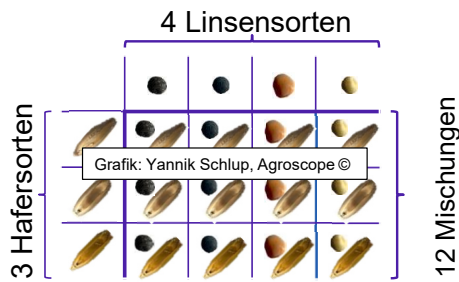 4 Linsensorten
3 Hafersorten
Grafik: Yannik Schlup, Agroscope ©
12 Mischungen